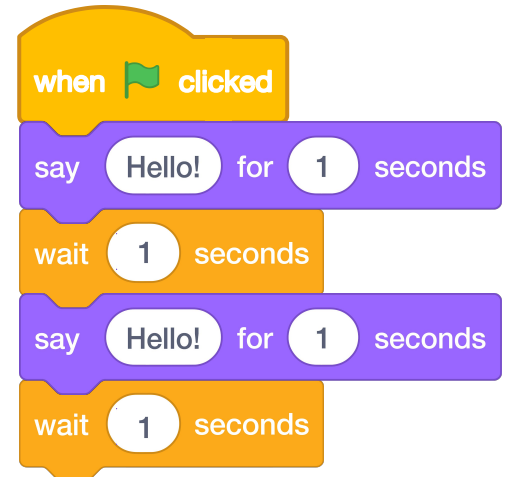 when clicked
say Hello! for 1 seconds
wait 1 seconds
say Hello! for 1 seconds
wait 1 seconds